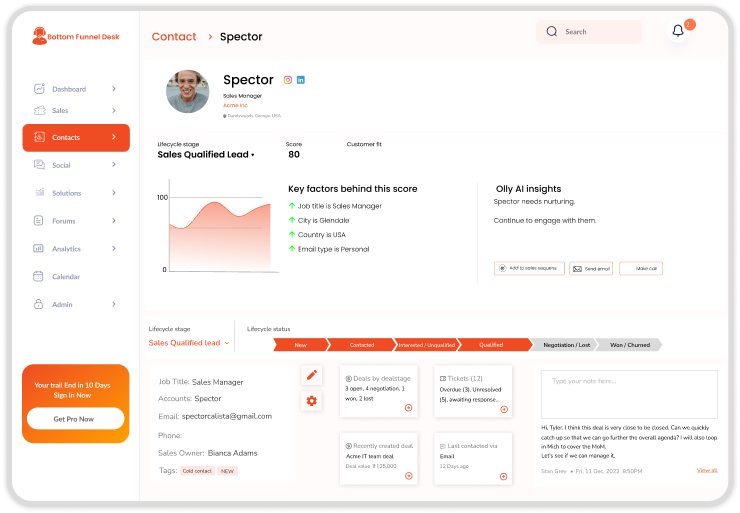 Bottom Funnel Desk
Contact > Spector
Search
2
Dashboard
Sales
Contacts
Social
Solutions
Forums
Analytics
Calendar
Admin
Your trail End in 10 Days
Sign In Now
Get Pro Now
Spector
in
Sales Manager
Acme Inc
Georgia, USA
Lifecycle stage
Sales Qualified Lead
Score
80
Customer fit
100
0
Key factors behind this score
Job title is Sales Manager
City is Glendale
Country is USA
Email type is Personal
Olly AI insights
Spector needs nurturing.
Continue to engage with them.
Add to sales sequens
Send email
Make call
Lifecycle stage
Sales Qualified lead
Lifecycle status
New
Contacted
Interested / Unqualified
Qualified
Negotiation / Lost
Won / Churned
Job Title: Sales Manager
Accounts: Spector
Email: spectorcalista@gmail.com
Phone:
Sales Owner: Bianca Adams
Tags: Cold contact NEW
Deals by dealstage
3 open, 4 negotiation, 1
won, 2 lost
Tickets (12)
Overdue (3), Unresolved
(5), awaiting response...
Recently created deal
Acme IT team deal
Deal value ₹1,25,000
Last contacted via
Email
12 Days ago
Type your note here...
Hi, Tyler. I think this deal is very close to be closed. Can we quickly
catch up so that we can go further the overall agenda? I will also loop
in Mich to cover the MoM.
Let's see if we can manage it.
Stan Grey • Fri, 11 Dec, 2022 8:50PM
View all